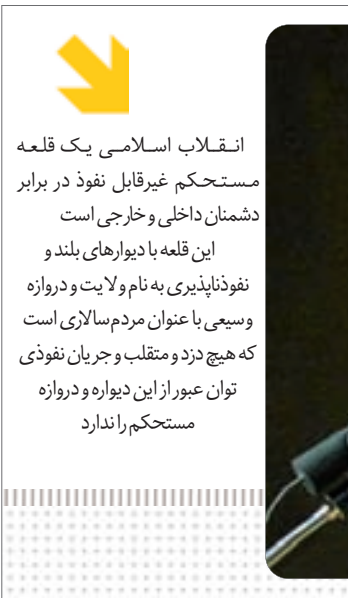 انقلاب اسلامی یک قلعه
مستحکم غیرقابل نفوذ در برابر
دشمنان داخلی و خارجی است
این قلعه با دیوارهای بلند و
نفوذناپذیری به نام ولایت و دروازه
وسیعی با عنوان مردم‌سالاری است
که هیچ دزد و متقلب و جریان نفوذی
توان عبور از این دیواره و دروازه
مستحکم را ندارد